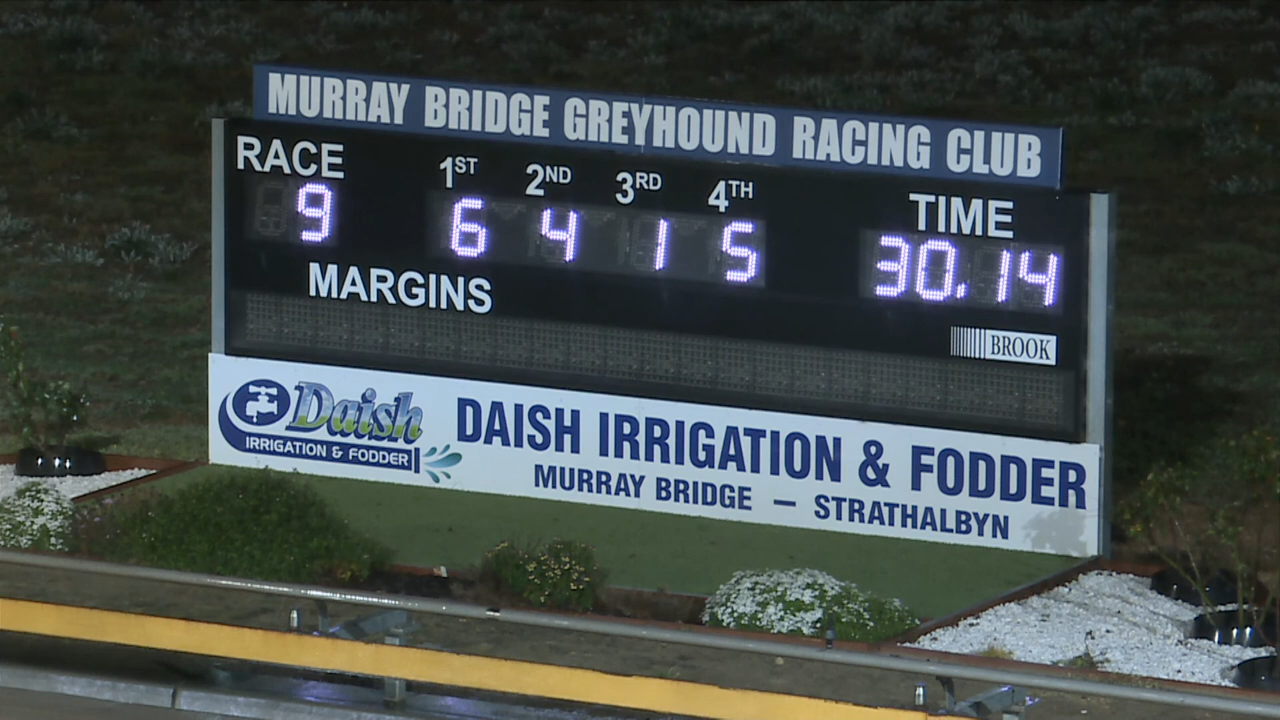 MURRAY BRIDGE GREYHOUND RACING CLUB
RACE 1ST 2ND 3RD 4TH TIME
9 6 4 1 5 30.14
MARGINS
BROOK
Daish
IRRIGATION & FODDER
DAISH IRRIGATION & FODDER
MURRAY BRIDGE – STRATHALBYN